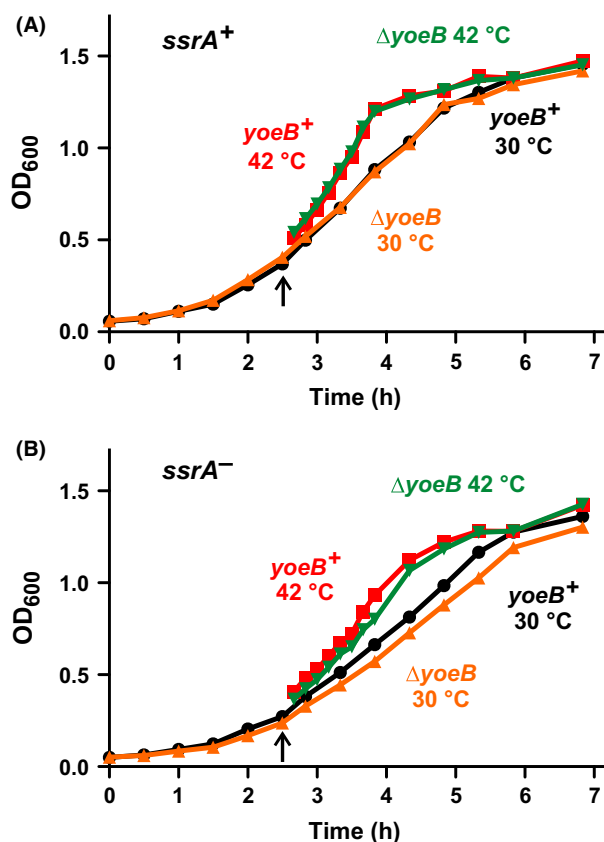 (A)
ssrA⁺
ΔyoeB 42 °C
yoeB⁺
42 °C
yoeB⁺
30 °C
ΔyoeB
30 °C
OD₆₀₀
1.5
1.0
0.5
0.0
0 1 2 3 4 5 6 7
Time (h)
(B)
ssrA⁻
ΔyoeB 42 °C
yoeB⁺
42 °C
yoeB⁺
30 °C
ΔyoeB
30 °C
OD₆₀₀
1.5
1.0
0.5
0.0
0 1 2 3 4 5 6 7
Time (h)